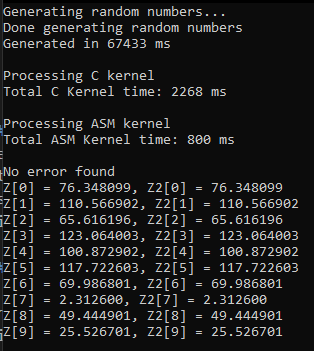 Generating random numbers...
Done generating random numbers
Generated in 67433 ms
Processing C kernel
Total C Kernel time: 2268 ms
Processing ASM kernel
Total ASM Kernel time: 800 ms
No error found
Z[0] = 76.348099, Z2[0] = 76.348099
Z[1] = 110.566902, Z2[1] = 110.566902
Z[2] = 65.616196, Z2[2] = 65.616196
Z[3] = 123.064003, Z2[3] = 123.064003
Z[4] = 100.872902, Z2[4] = 100.872902
Z[5] = 117.722603, Z2[5] = 117.722603
Z[6] = 69.986801, Z2[6] = 69.986801
Z[7] = 2.312600, Z2[7] = 2.312600
Z[8] = 49.444901, Z2[8] = 49.444901
Z[9] = 25.526701, Z2[9] = 25.526701